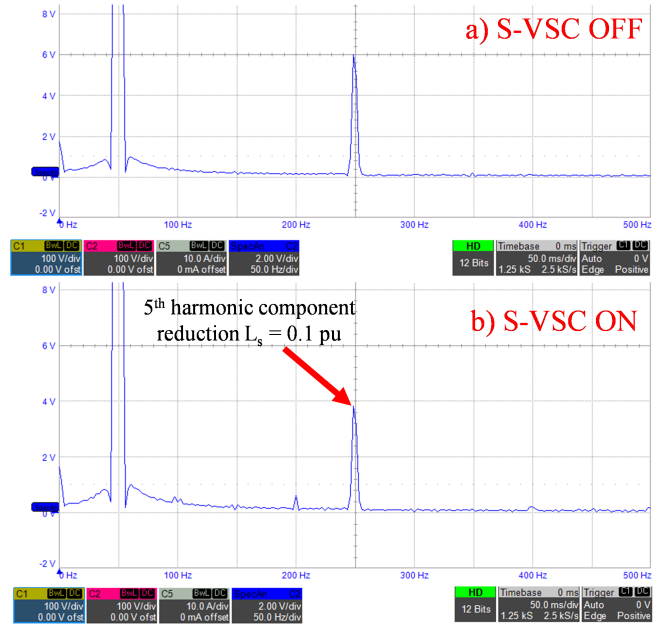 8 V
a) S-VSC OFF
6 V
4 V
2 V
0 V
-2 V
0 Hz 100 Hz 200 Hz 300 Hz 400 Hz 500 Hz
C1 BwL DC C2 BwL DC C5 BwL DC SpecAn C2 HD Timebase 0 ms Trigger C1 DC
100 V/div 100 V/div 10.0 A/div 2.00 V/div 12 Bits 50.0 ms/div Auto 0 V
0.00 V ofst 0.00 V ofst 0 mA offset 50.0 Hz/div 1.25 kS 2.5 kS/s Edge Positive
8 V
5th harmonic component
reduction Ls = 0.1 pu
b) S-VSC ON
6 V
4 V
2 V
0 V
-2 V
0 Hz 100 Hz 200 Hz 300 Hz 400 Hz 500 Hz
C1 BwL DC C2 BwL DC C5 BwL DC SpecAn C2 HD Timebase 0 ms Trigger C1 DC
100 V/div 100 V/div 10.0 A/div 2.00 V/div 12 Bits 50.0 ms/div Auto 0 V
0.00 V ofst 0.00 V ofst 0 mA offset 50.0 Hz/div 1.25 kS 2.5 kS/s Edge Positive